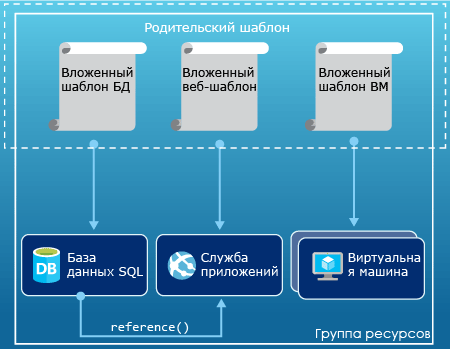 Родительский шаблон
Вложенный
шаблон БД
Вложенный
веб-шаблон
Вложенный
шаблон ВМ
DB
База
данных SQL
Служба
приложений
Виртуальна
я машина
reference()
Группа ресурсов